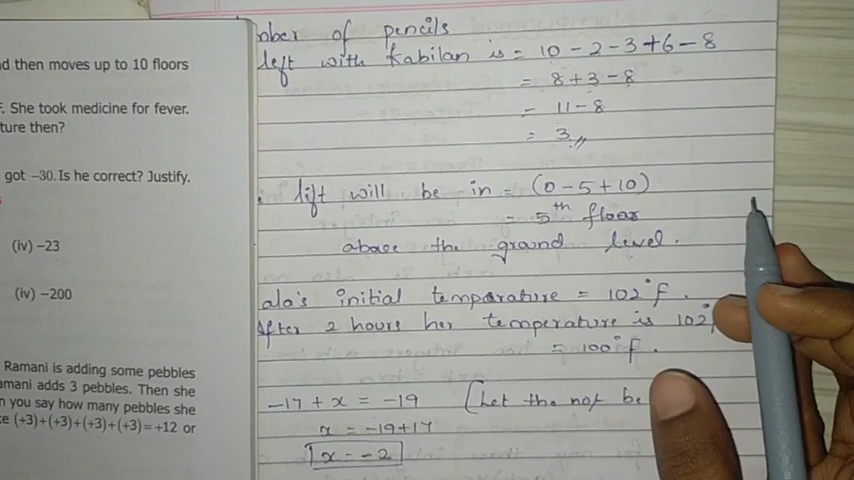 d then moves up to 10 floors
. She took medicine for fever.
ture then?
got −30. Is he correct? Justify.
(iv) −23
(iv) −200
Ramani is adding some pebbles
amani adds 3 pebbles. Then she
n you say how many pebbles she
(+3)+(+3)+(+3)+(+3)=+12 or
mber of pencils
left with Kabilan is = 10 − 2 − 3 + 6 − 8
= 8 + 3 − 8
= 11 − 8
= 3
lift will be in = (0 − 5 + 10)
= 5th floor
above the ground level.
ala's initial temparature = 102°F.
After 2 hours her temperature is 102°
= 100°F.
−17 + x = −19 (Let the no/ be
x = −19 + 17
x = −2